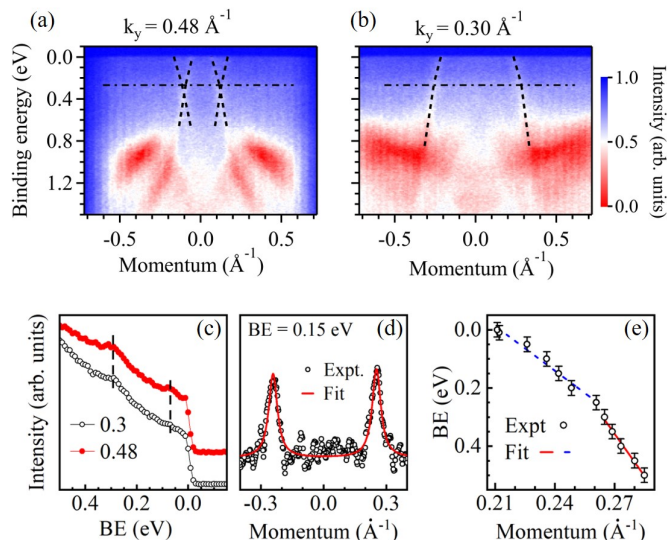 (a)
k_y = 0.48 Å⁻¹
(b)
k_y = 0.30 Å⁻¹
Binding energy (eV)
0.0
0.4
0.8
1.2
-0.5 0.0 0.5
Momentum (Å⁻¹)
-0.5 0.0 0.5
Momentum (Å⁻¹)
1.0
0.5
0.0
Intensity (arb. units)
(c)
Intensity (arb. units)
0.3
0.48
0.4 0.2 0.0
BE (eV)
BE = 0.15 eV
(d)
Expt.
Fit
-0.3 0.0 0.3
Momentum (Å⁻¹)
(e)
BE (eV)
0.0
0.2
0.4
Expt
Fit
0.21 0.24 0.27
Momentum (Å⁻¹)